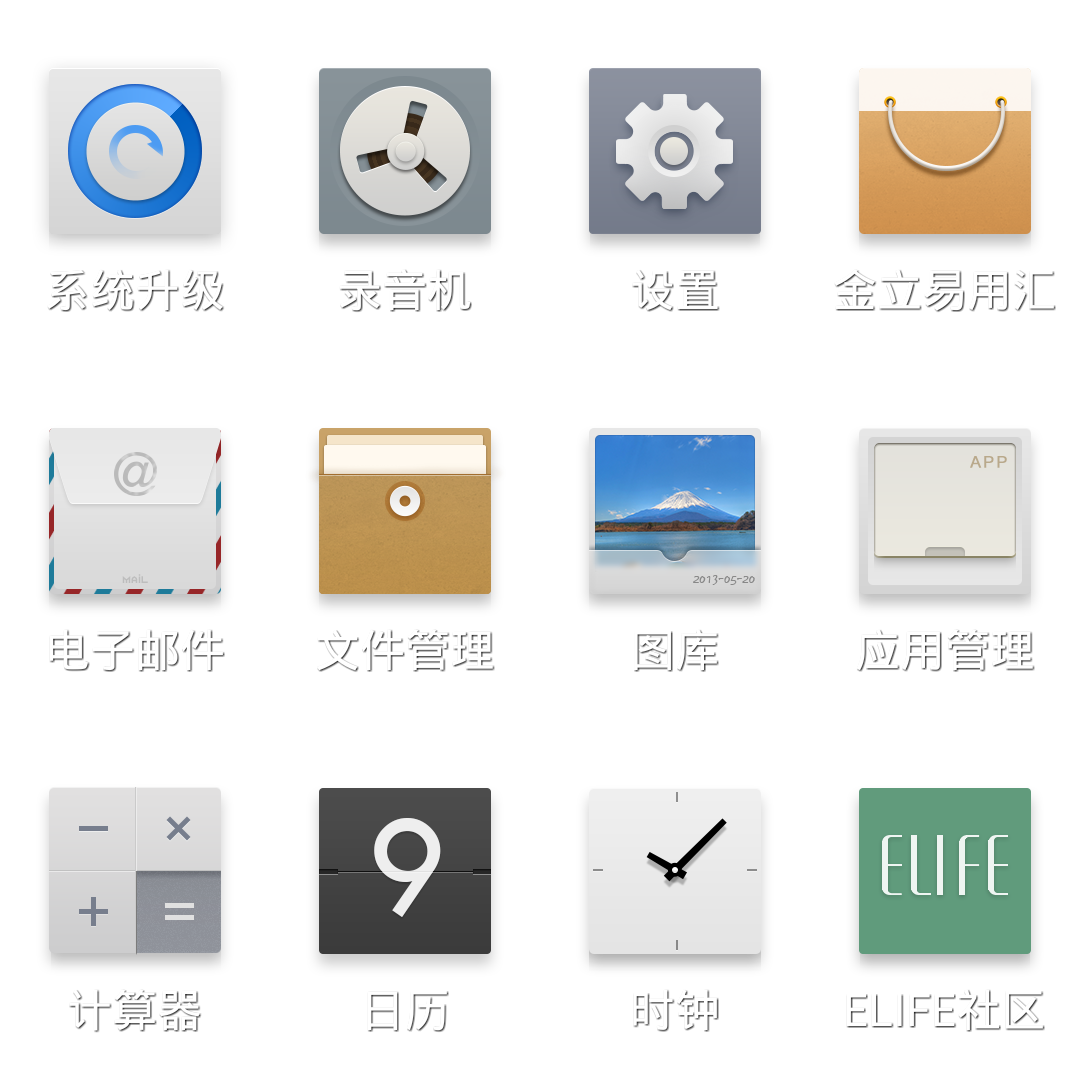 系统升级
录音机
设置
金立易用汇
@
MAIL
电子邮件
文件管理
2013-05-20
图库
APP
应用管理
− ×
+ =
计算器
9
日历
时钟
ELIFE
ELIFE社区